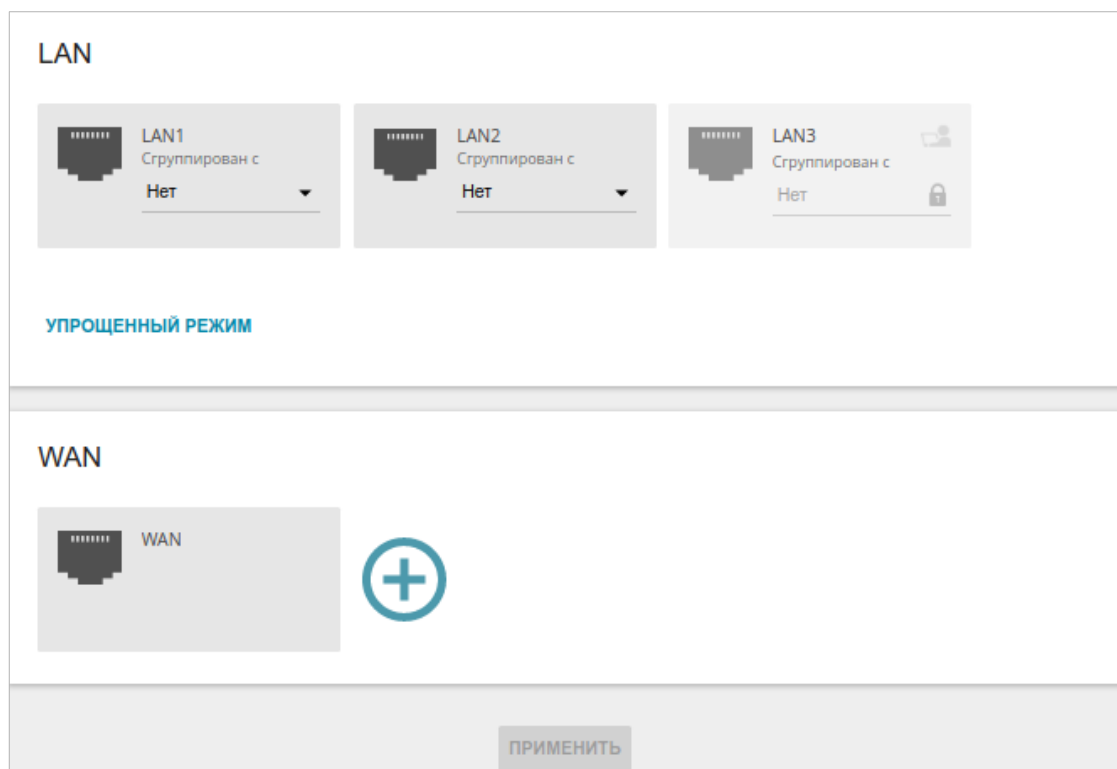 LAN
LAN1
Сгруппирован с
Нет
LAN2
Сгруппирован с
Нет
LAN3
Сгруппирован с
Нет
УПРОЩЕННЫЙ РЕЖИМ
WAN
WAN
ПРИМЕНИТЬ